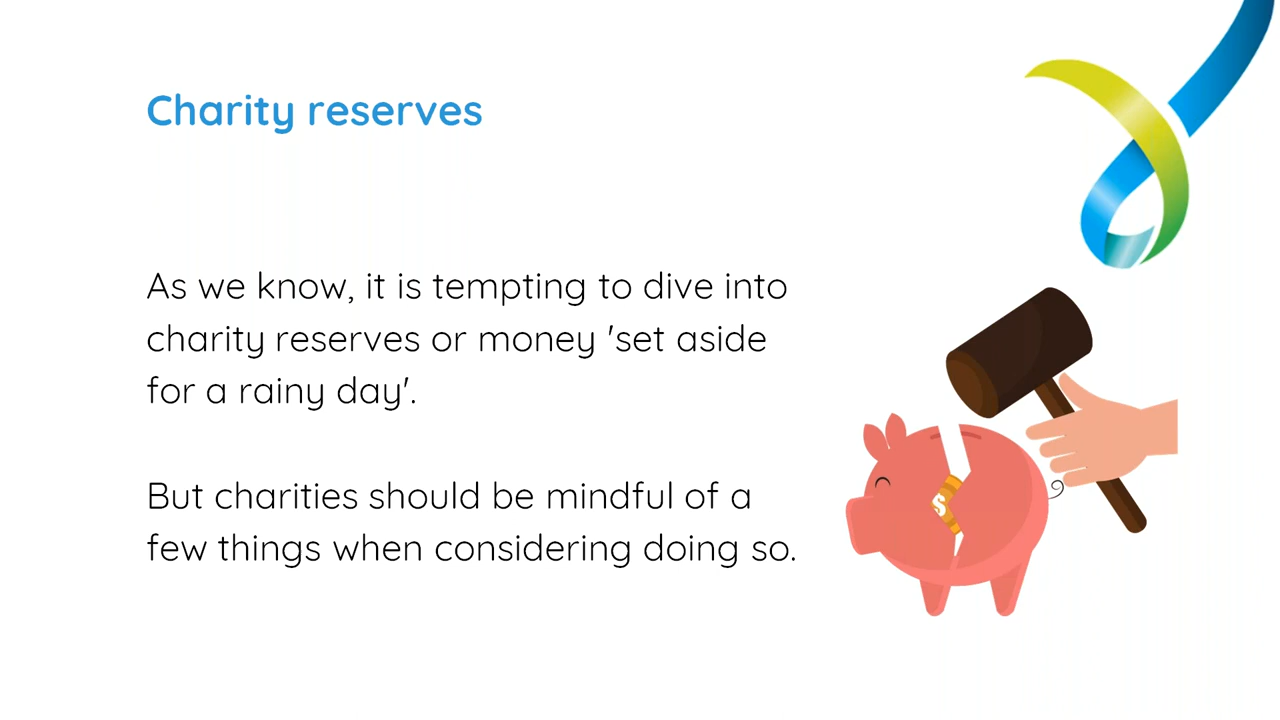 Charity reserves
As we know, it is tempting to dive into
charity reserves or money 'set aside
for a rainy day'.
But charities should be mindful of a
few things when considering doing so.
$